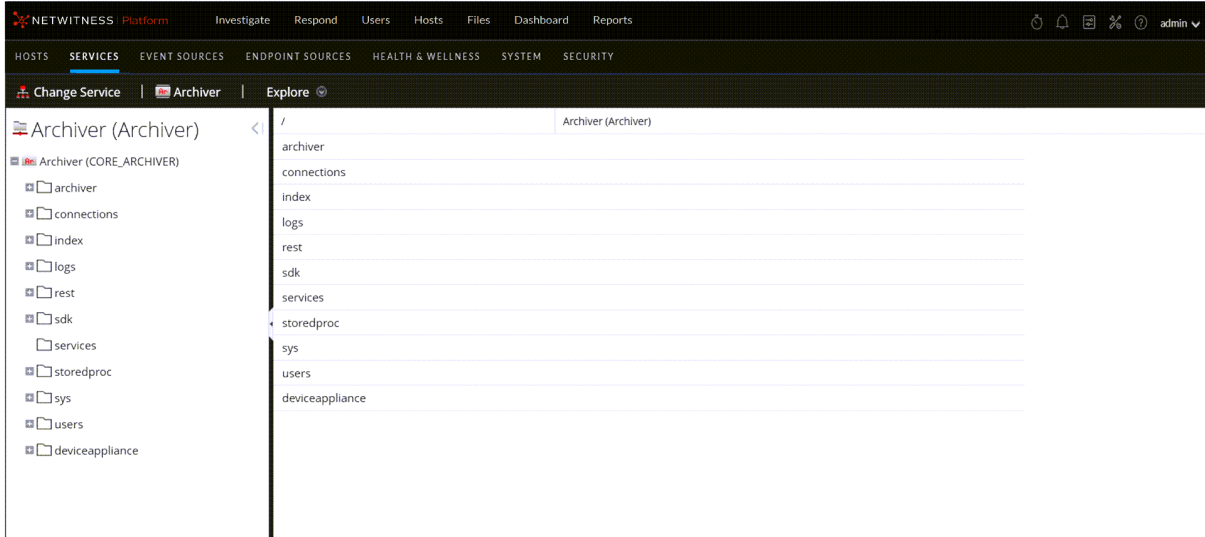 NETWITNESS Platform Investigate Respond Users Hosts Files Dashboard Reports admin
HOSTS SERVICES EVENT SOURCES ENDPOINT SOURCES HEALTH & WELLNESS SYSTEM SECURITY
Change Service | Ar Archiver | Explore
Archiver (Archiver)
Ar Archiver (CORE_ARCHIVER)
archiver
connections
index
logs
rest
sdk
services
storedproc
sys
users
deviceappliance
/ Archiver (Archiver)
archiver
connections
index
logs
rest
sdk
services
storedproc
sys
users
deviceappliance